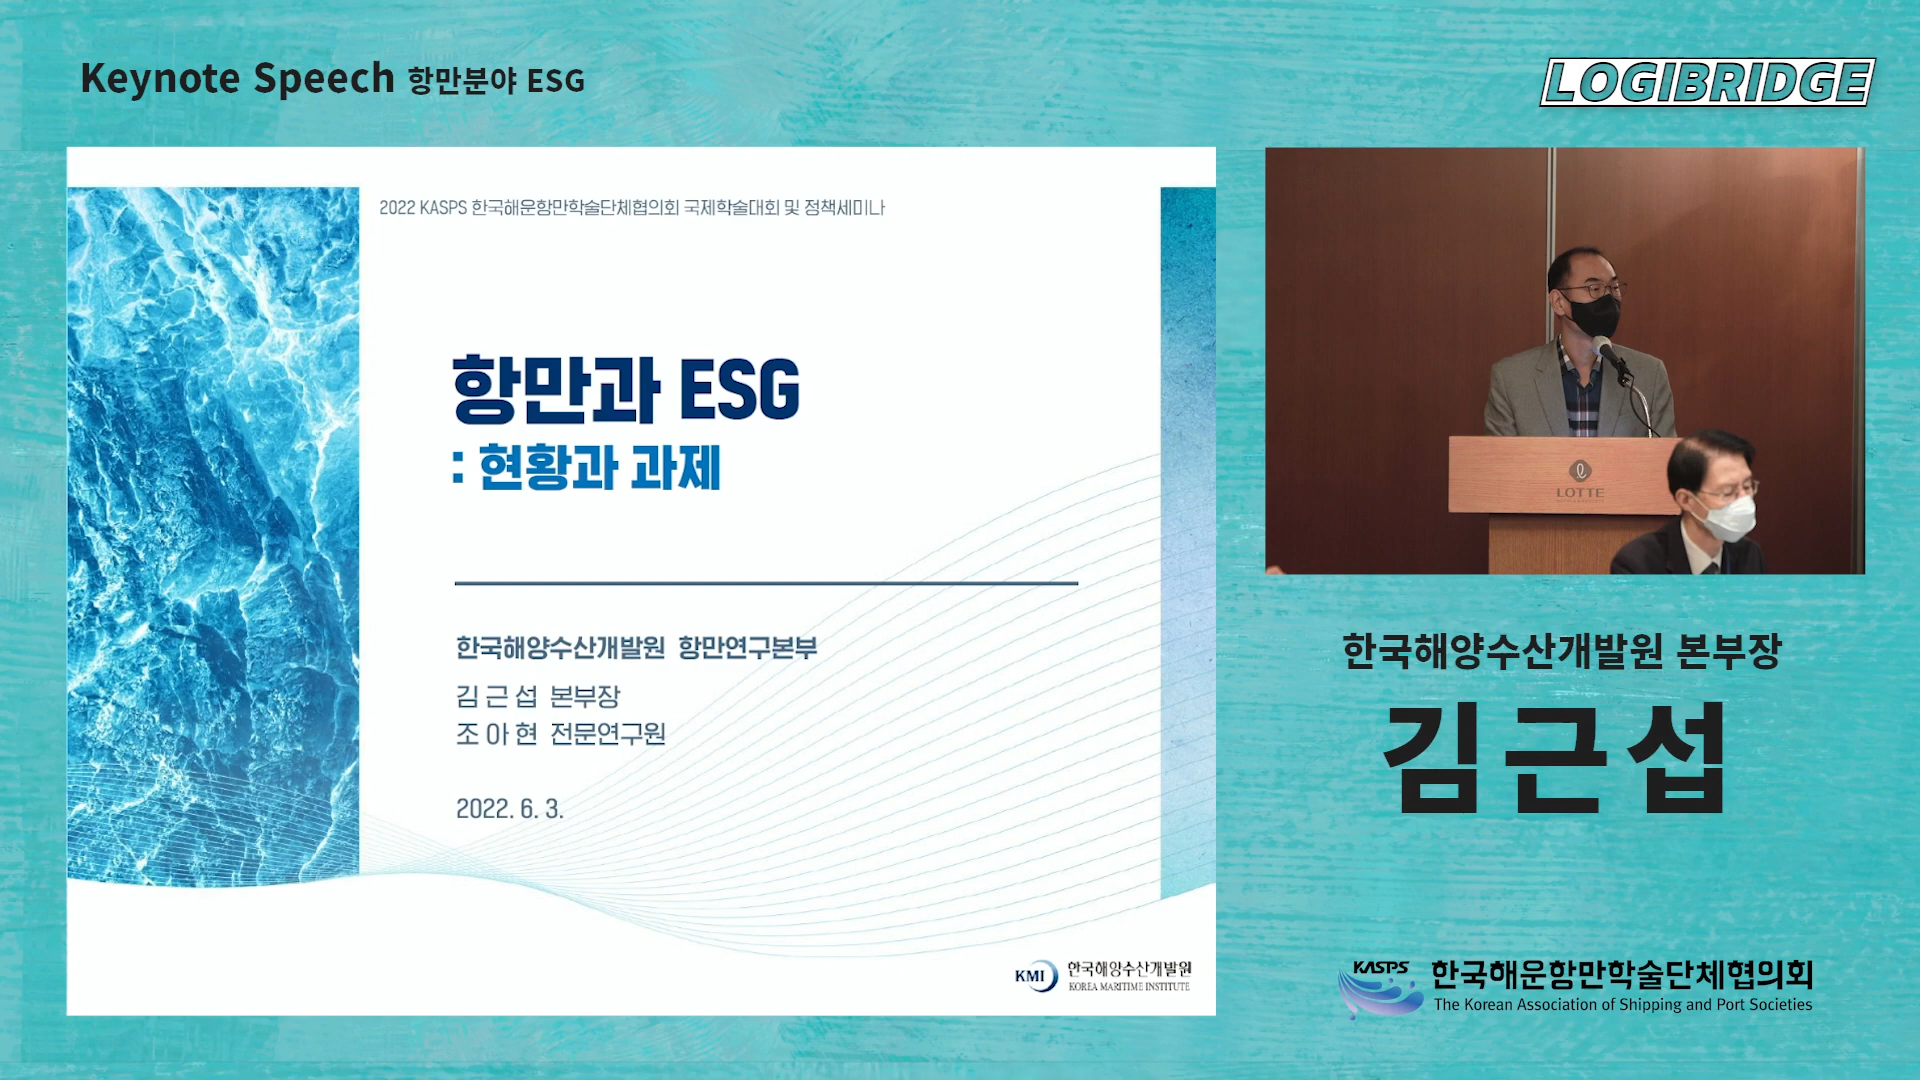 Keynote Speech 항만분야 ESG
LOGIBRIDGE
2022 KASPS 한국해운항만학술단체협의회 국제학술대회 및 정책세미나
항만과 ESG
: 현황과 과제
한국해양수산개발원 항만연구본부
김 근 섭 본부장
조 아 현 전문연구원
2022. 6. 3.
KMI 한국해양수산개발원
KOREA MARITIME INSTITUTE
LOTTE
한국해양수산개발원 본부장
김근섭
KASPS 한국해운항만학술단체협의회
The Korean Association of Shipping and Port Societies